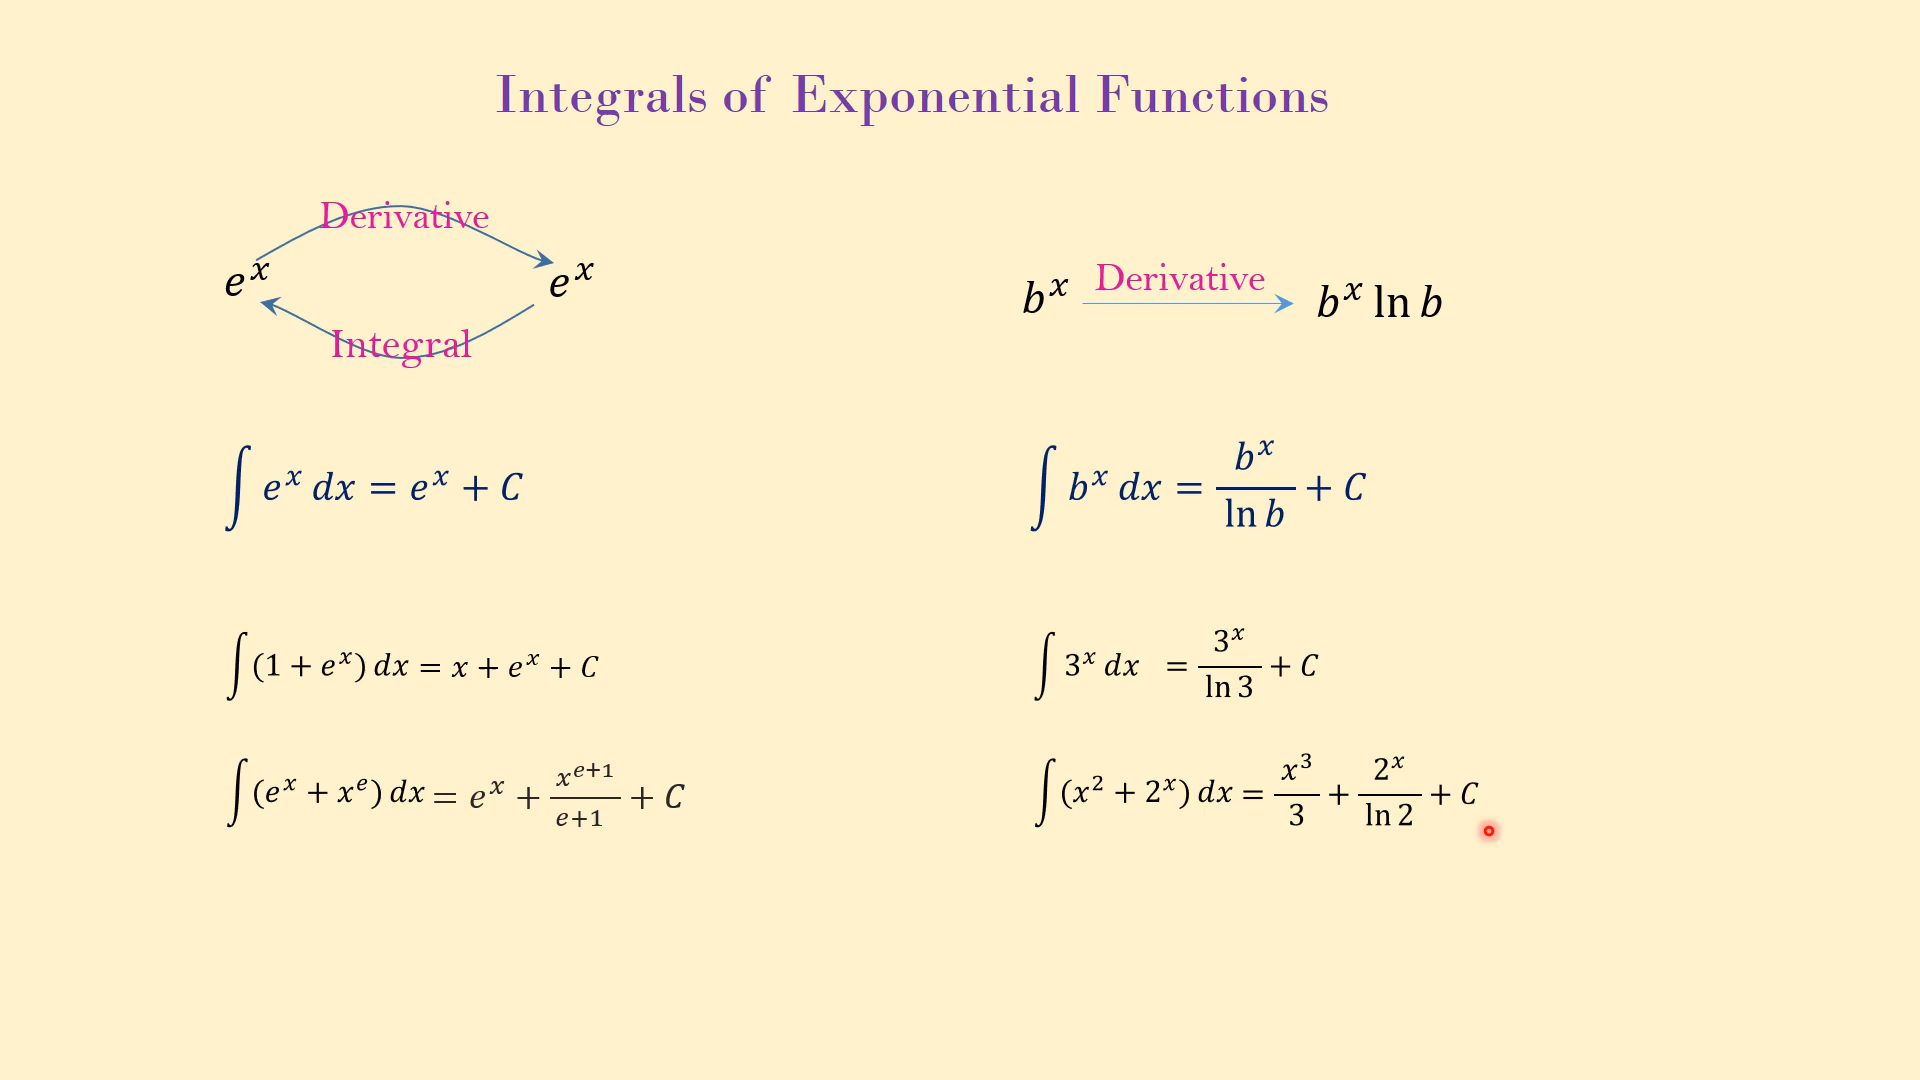 Integrals of Exponential Functions
Derivative
e^x e^x
Integral
∫ e^x dx = e^x + C
∫ (1 + e^x) dx = x + e^x + C
∫ (e^x + x^e) dx = e^x + x^{e+1}/e+1 + C
Derivative
b^x b^x ln b
∫ b^x dx = b^x/ln b + C
∫ 3^x dx = 3^x/ln 3 + C
∫ (x^2 + 2^x) dx = x^3/3 + 2^x/ln 2 + C